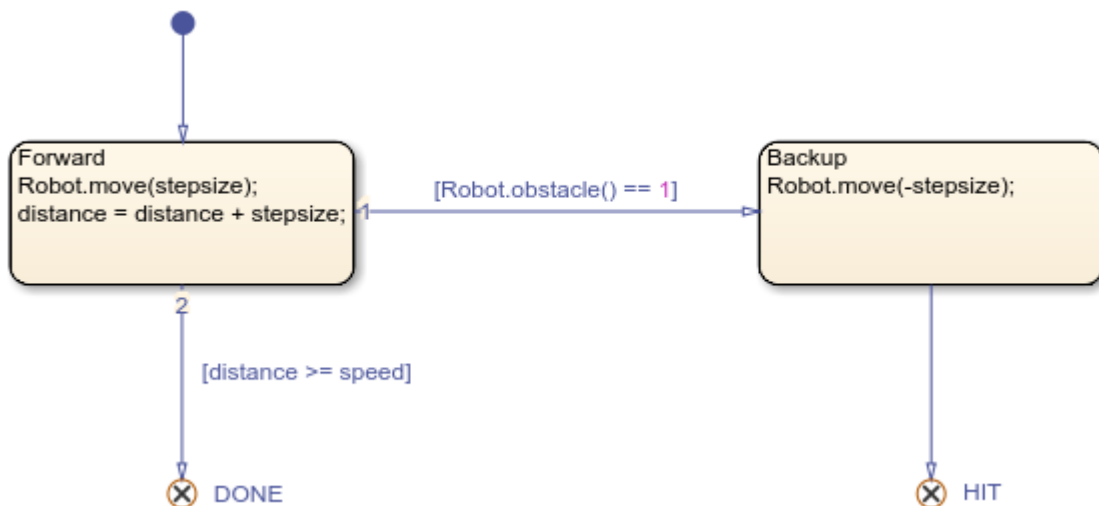 Forward
Robot.move(stepsize);
distance = distance + stepsize;
1
[Robot.obstacle() == 1]
Backup
Robot.move(-stepsize);
2
[distance >= speed]
DONE
HIT